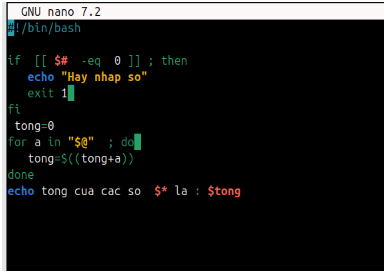 GNU nano 7.2
#!/bin/bash
if [[ $# -eq 0 ]] ; then
echo "Hay nhap so"
exit 1
fi
tong=0
for a in "$@" ; do
tong=$((tong+a))
done
echo tong cua cac so $* la : $tong